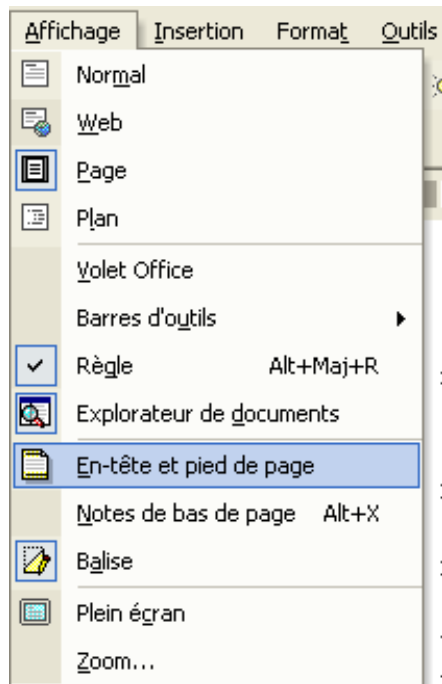 Affichage Insertion Format Outils
Normal
Web
Page
Plan
Volet Office
Barres d'outils
Règle Alt+Maj+R
Explorateur de documents
En-tête et pied de page
Notes de bas de page Alt+X
Balise
Plein écran
Zoom...